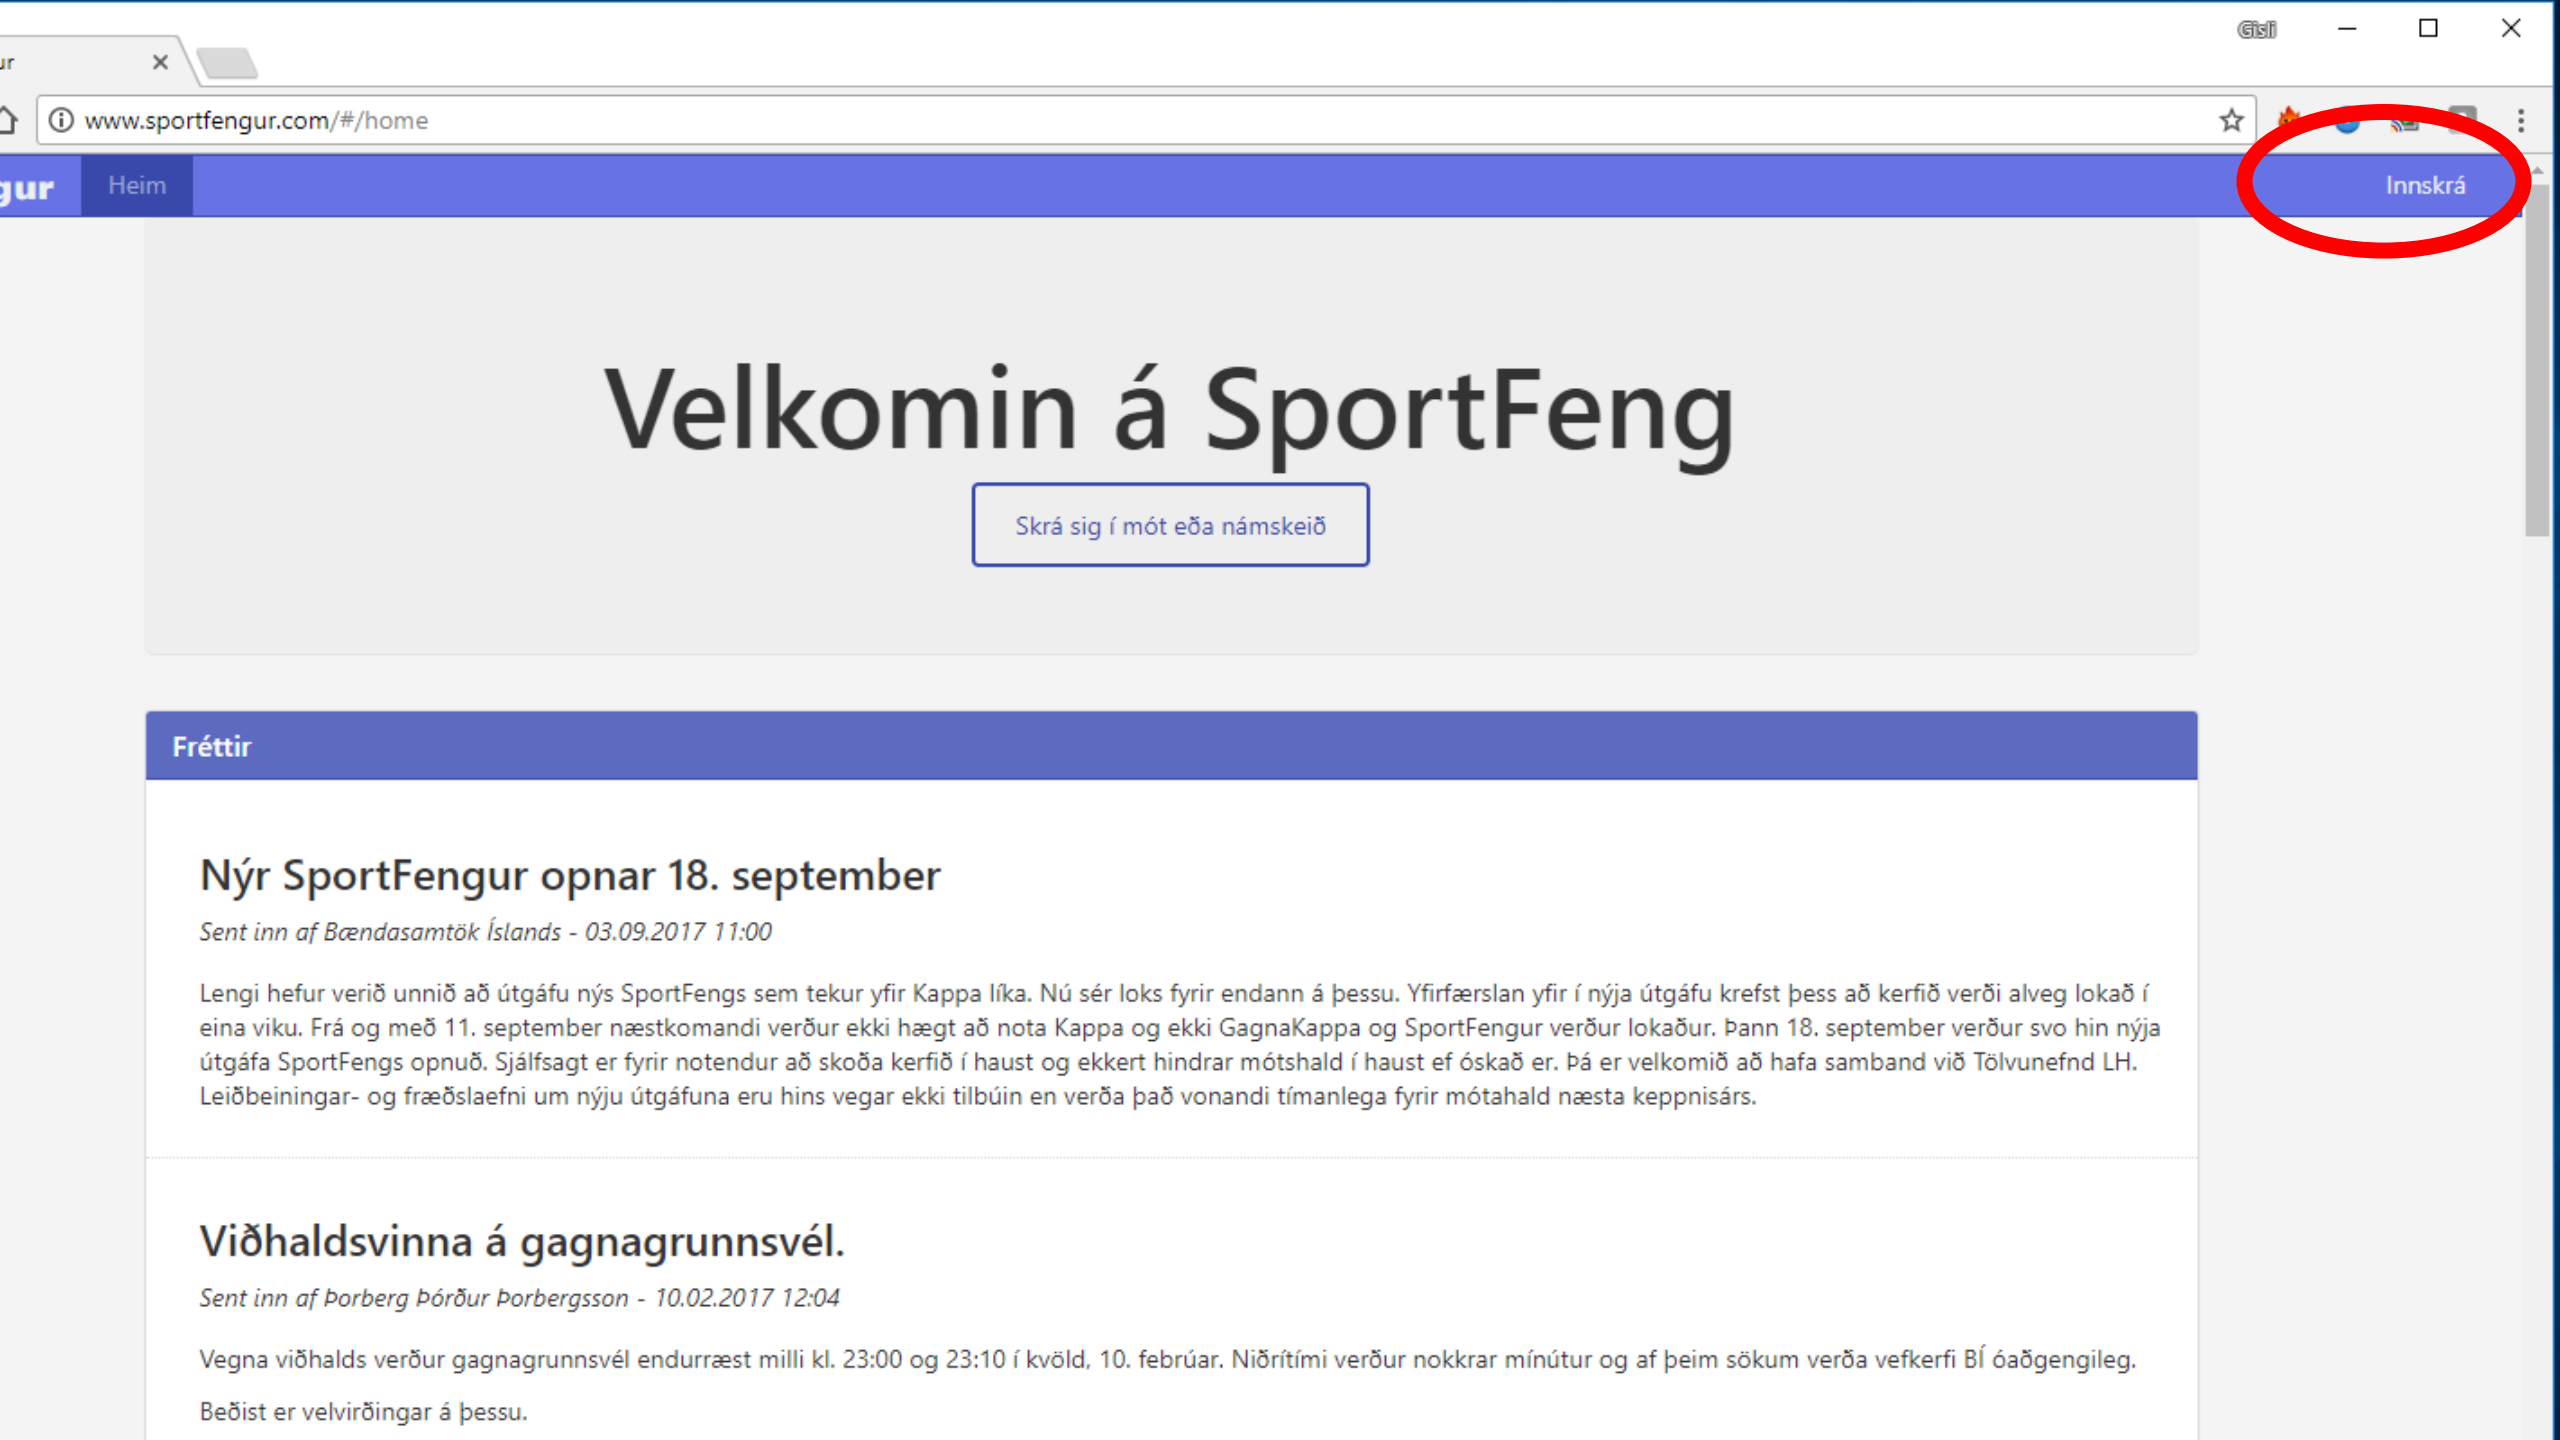 Gísli
ur
www.sportfengur.com/#/home
gur
Heim
Innskrá
Velkomin á SportFeng
Skrá sig í mót eða námskeið
Fréttir
Nýr SportFengur opnar 18. september
Sent inn af Bændasamtök Íslands - 03.09.2017 11:00
Lengi hefur verið unnið að útgáfu nýs SportFengs sem tekur yfir Kappa líka. Nú sér loks fyrir endann á þessu. Yfirfærslan yfir í nýja útgáfu krefst þess að kerfið verði alveg lokað í
eina viku. Frá og með 11. september næstkomandi verður ekki hægt að nota Kappa og ekki GagnaKappa og SportFengur verður lokaður. Þann 18. september verður svo hin nýja
útgáfa SportFengs opnuð. Sjálfsagt er fyrir notendur að skoða kerfið í haust og ekkert hindrar mótshald í haust ef óskað er. Þá er velkomið að hafa samband við Tölvunefnd LH.
Leiðbeiningar- og fræðslaefni um nýju útgáfuna eru hins vegar ekki tilbúin en verða það vonandi tímanlega fyrir mótahald næsta keppnisárs.
Viðhaldsvinna á gagnagrunnsvél.
Sent inn af Þorberg Þórður Þorbergsson - 10.02.2017 12:04
Vegna viðhalds verður gagnagrunnsvél endurræst milli kl. 23:00 og 23:10 í kvöld, 10. febrúar. Niðrítími verður nokkrar mínútur og af þeim sökum verða vefkerfi BÍ óaðgengileg.
Beðist er velvirðingar á þessu.